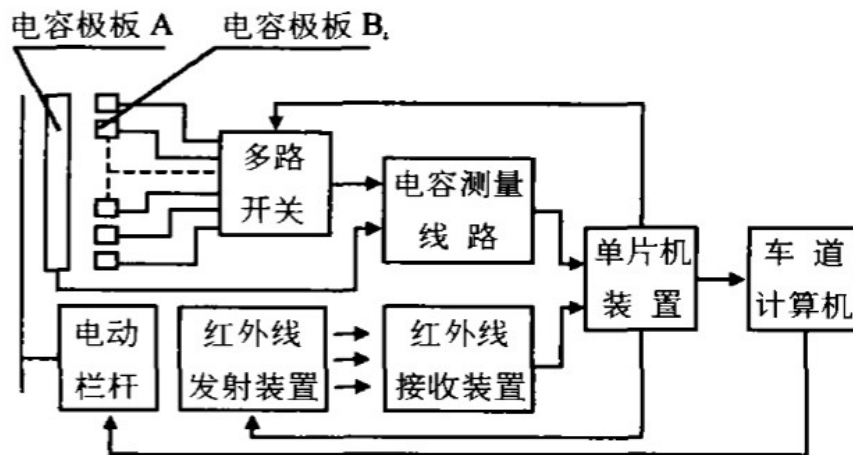 电容极板 A
电容极板 Bᵢ
多路
开关
电容测量
线 路
单片机
装 置
车 道
计算机
电动
栏杆
红外线
发射装置
红外线
接收装置